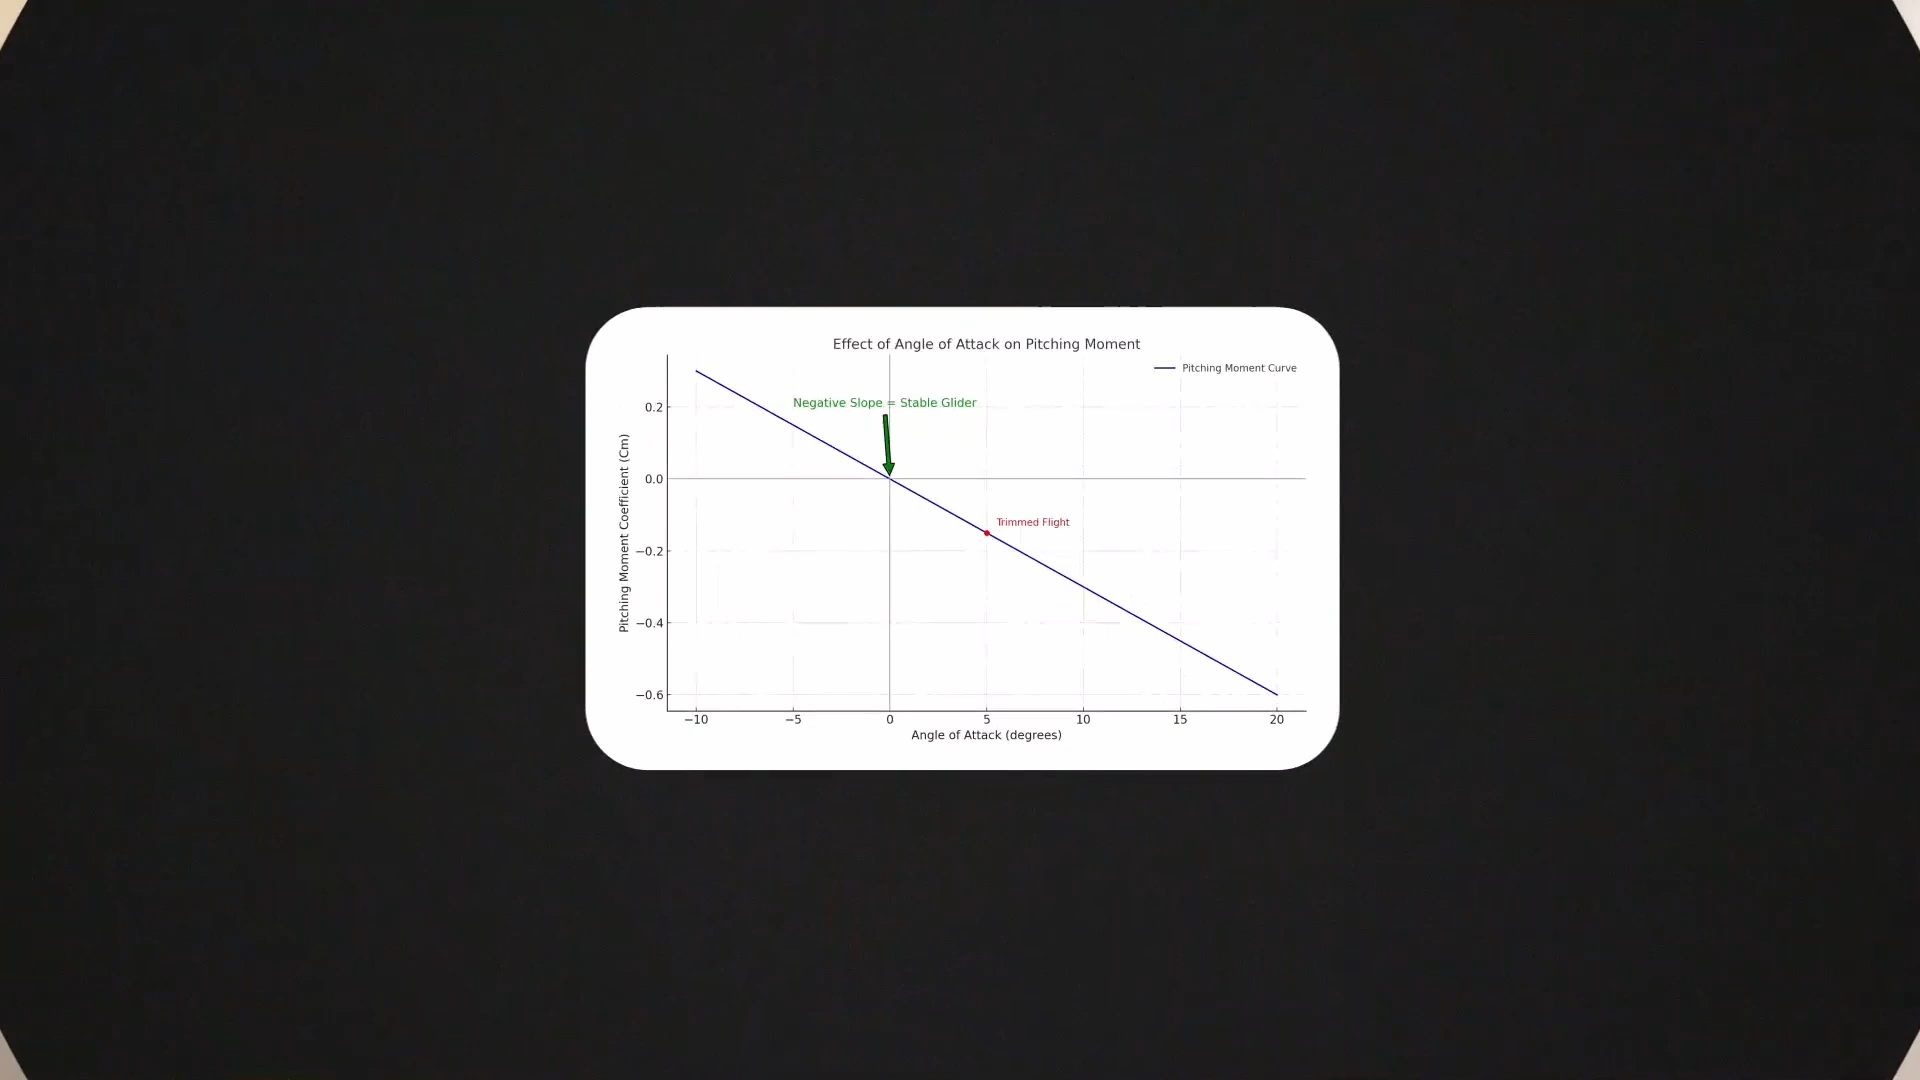 Effect of Angle of Attack on Pitching Moment
Pitching Moment Curve
Negative Slope = Stable Glider
Trimmed Flight
Pitching Moment Coefficient (Cm)
0.2
0.0
−0.2
−0.4
−0.6
−10 −5 0 5 10 15 20
Angle of Attack (degrees)